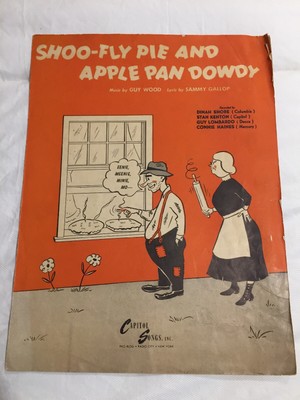 SHOO-FLY PIE AND
APPLE PAN DOWDY
Music by GUY WOOD Lyric by SAMMY GALLOP
Recorded by
DINAH SHORE (Columbia)
STAN KENTON (Capitol)
GUY LOMBARDO (Decca)
CONNIE HAINES (Mercury)
EENIE,
MEENIE,
MINIE,
MO—
CAPITOL
SONGS, INC.